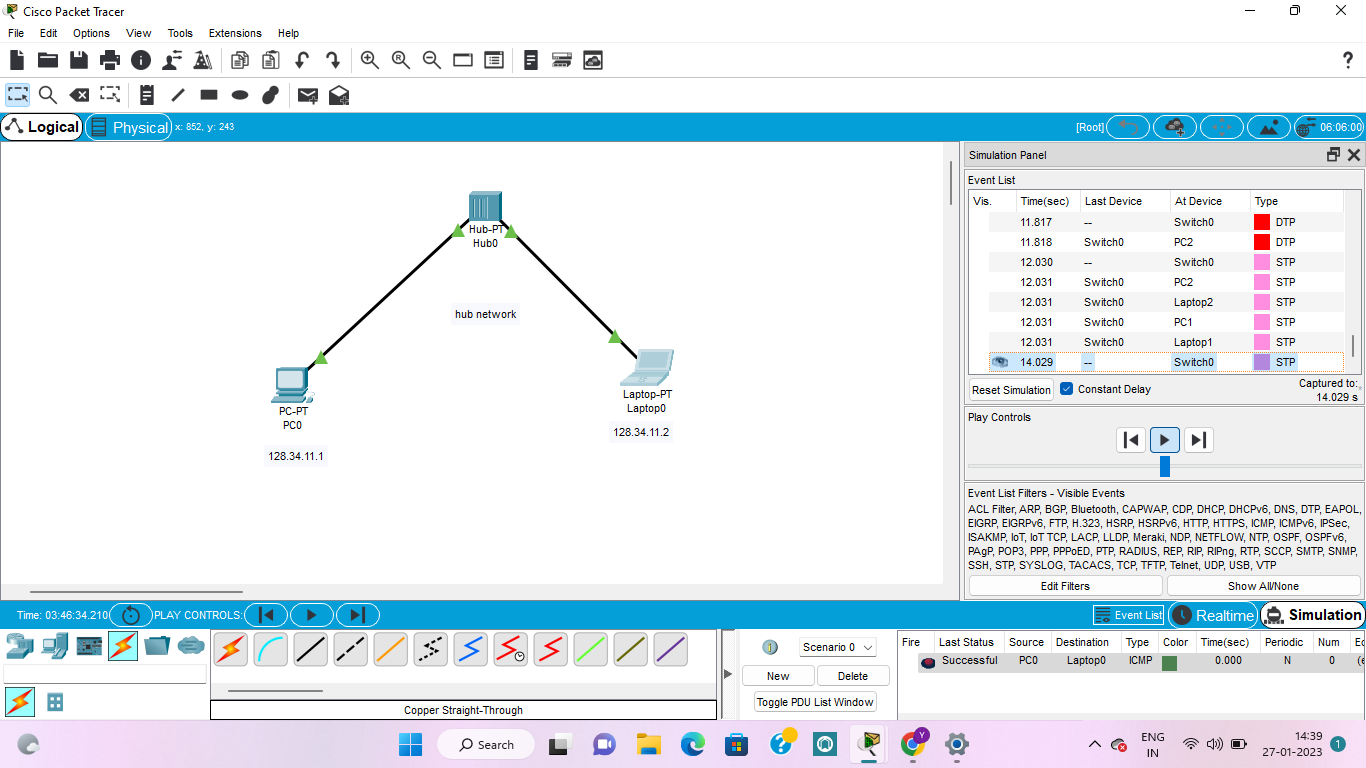 Cisco Packet Tracer
File Edit Options View Tools Extensions Help
Logical Physical x: 852, y: 243 [Root] 06:06:00
Hub-PT
Hub0
hub network
PC-PT
PC0
128.34.11.1
Laptop-PT
Laptop0
128.34.11.2
Simulation Panel
Event List
Vis. Time(sec) Last Device At Device Type
11.817 -- Switch0 DTP
11.818 Switch0 PC2 DTP
12.030 -- Switch0 STP
12.031 Switch0 PC2 STP
12.031 Switch0 Laptop2 STP
12.031 Switch0 PC1 STP
12.031 Switch0 Laptop1 STP
14.029 -- Switch0 STP
Reset Simulation Constant Delay Captured to:
14.029 s
Play Controls
Event List Filters - Visible Events
ACL Filter, ARP, BGP, Bluetooth, CAPWAP, CDP, DHCP, DHCPv6, DNS, DTP, EAPOL,
EIGRP, EIGRPv6, FTP, H.323, HSRP, HSRPv6, HTTP, HTTPS, ICMP, ICMPv6, IPSec,
ISAKMP, IoT, IoT TCP, LACP, LLDP, Meraki, NDP, NETFLOW, NTP, OSPF, OSPFv6,
PAgP, POP3, PPP, PPPoED, PTP, RADIUS, REP, RIP, RIPng, RTP, SCCP, SMTP, SNMP,
SSH, STP, SYSLOG, TACACS, TCP, TFTP, Telnet, UDP, USB, VTP
Edit Filters Show All/None
Time: 03:46:34.210 PLAY CONTROLS: Event List Realtime Simulation
Scenario 0
New Delete
Toggle PDU List Window
Fire Last Status Source Destination Type Color Time(sec) Periodic Num Ec
Successful PC0 Laptop0 ICMP 0.000 N 0 (e
Copper Straight-Through
Search
ENG
IN
14:39
27-01-2023
1
Y